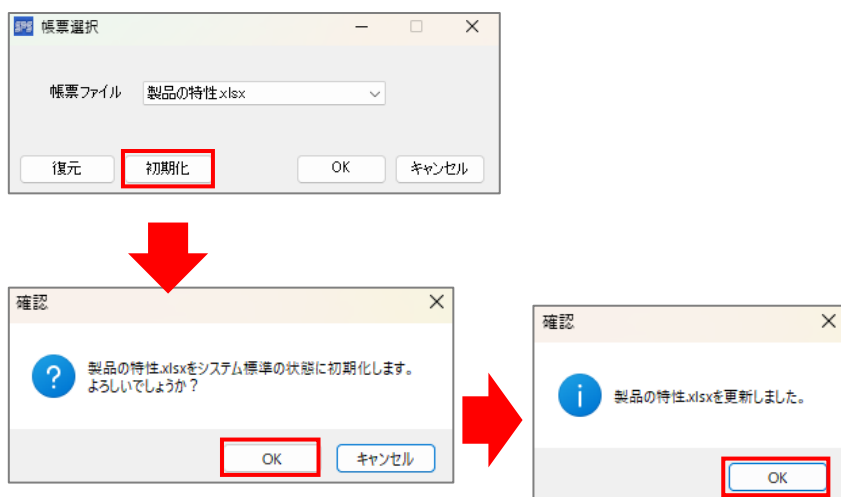 SPS 帳票選択
帳票ファイル 製品の特性.xlsx
復元 初期化 OK キャンセル
確認
製品の特性.xlsxをシステム標準の状態に初期化します。
よろしいでしょうか？
OK キャンセル
確認
製品の特性.xlsxを更新しました。
OK